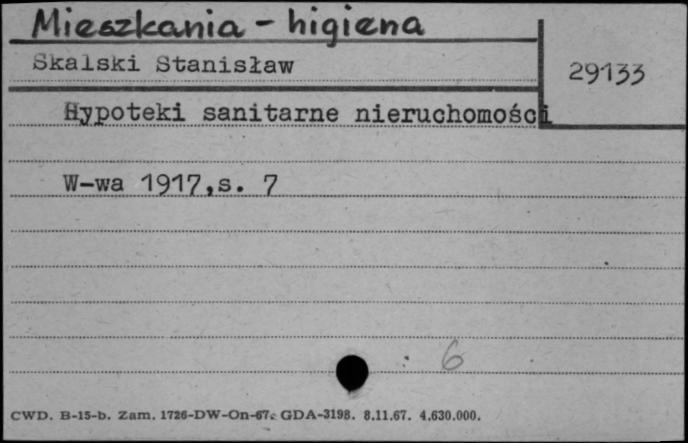 Mieszkania - higiena
Skalski Stanisław
29133
Hypoteki sanitarne nieruchomości
W-wa 1917,s. 7
6
CWD. B-15-b. Zam. 1726-DW-On-67. GDA-3198. 8.11.67. 4.630.000.